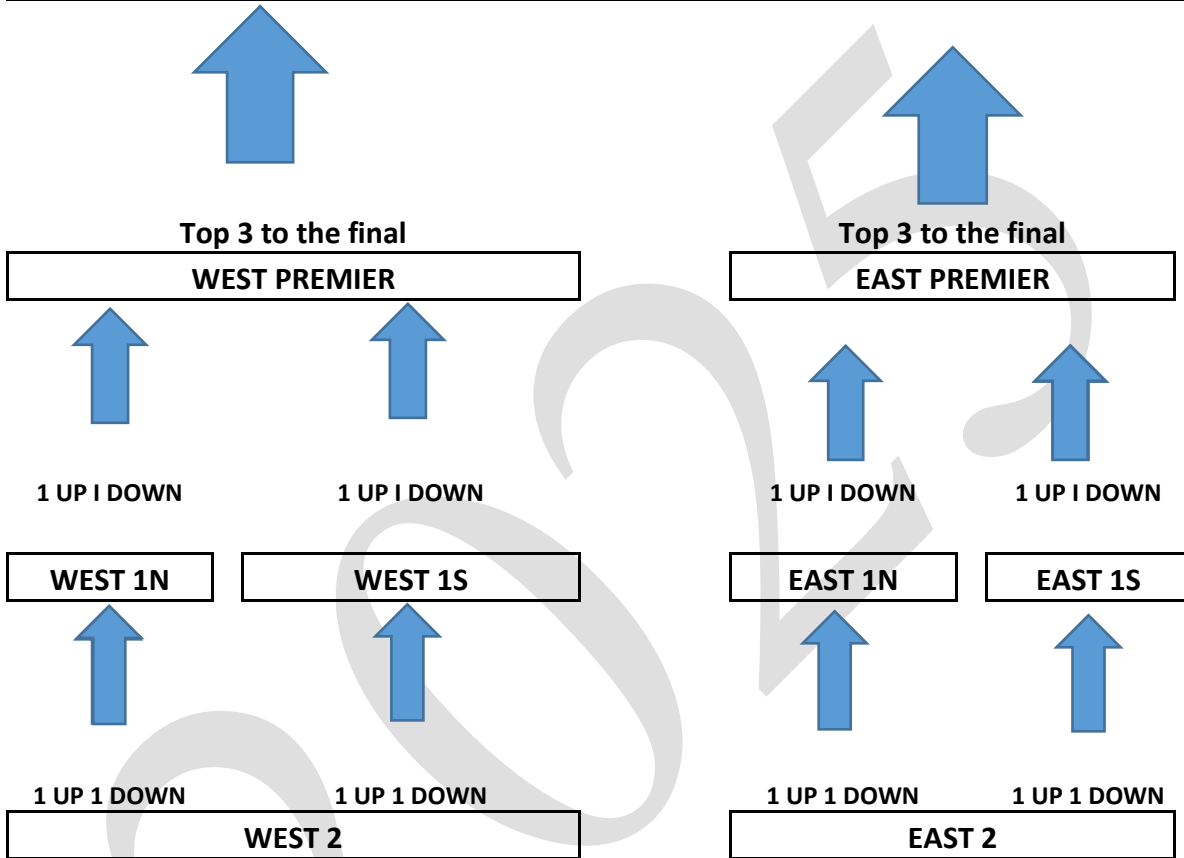 Top 3 to the final Top 3 to the final
WEST PREMIER EAST PREMIER
1 UP I DOWN 1 UP I DOWN 1 UP I DOWN 1 UP I DOWN
WEST 1N WEST 1S EAST 1N EAST 1S
1 UP 1 DOWN 1 UP 1 DOWN 1 UP 1 DOWN 1 UP 1 DOWN
WEST 2 EAST 2
2025